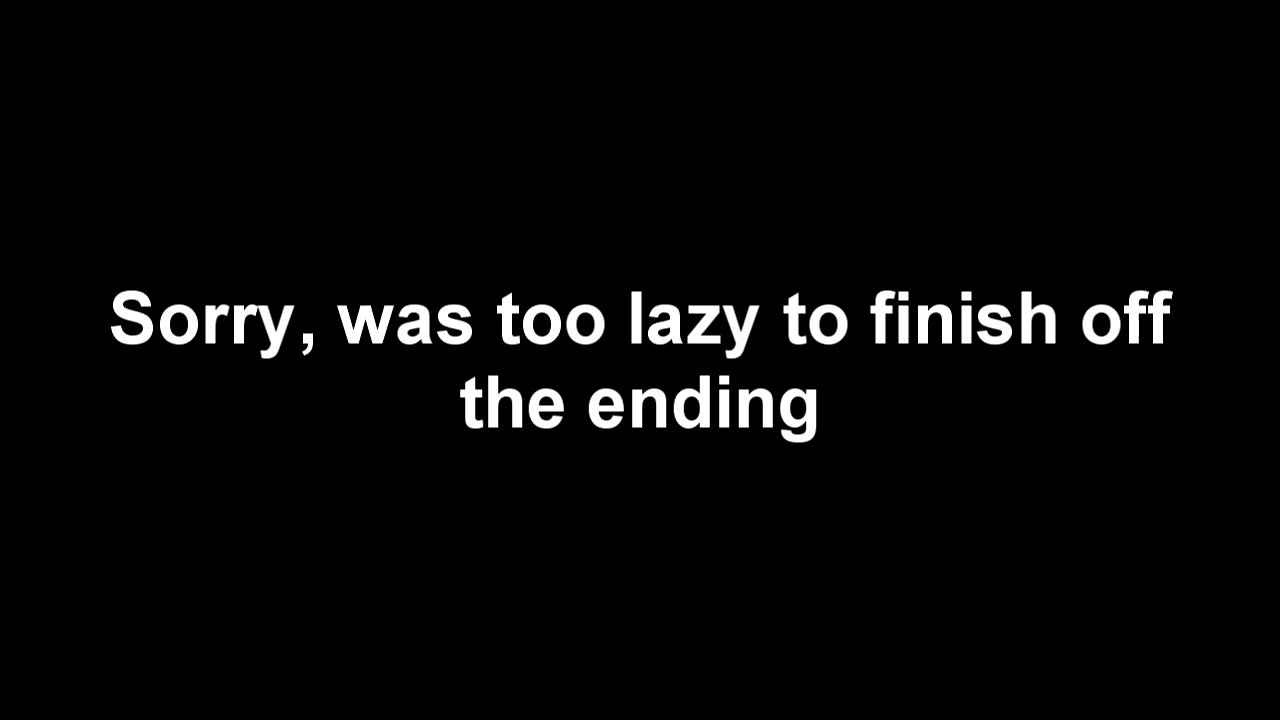 Sorry, was too lazy to finish off
the ending